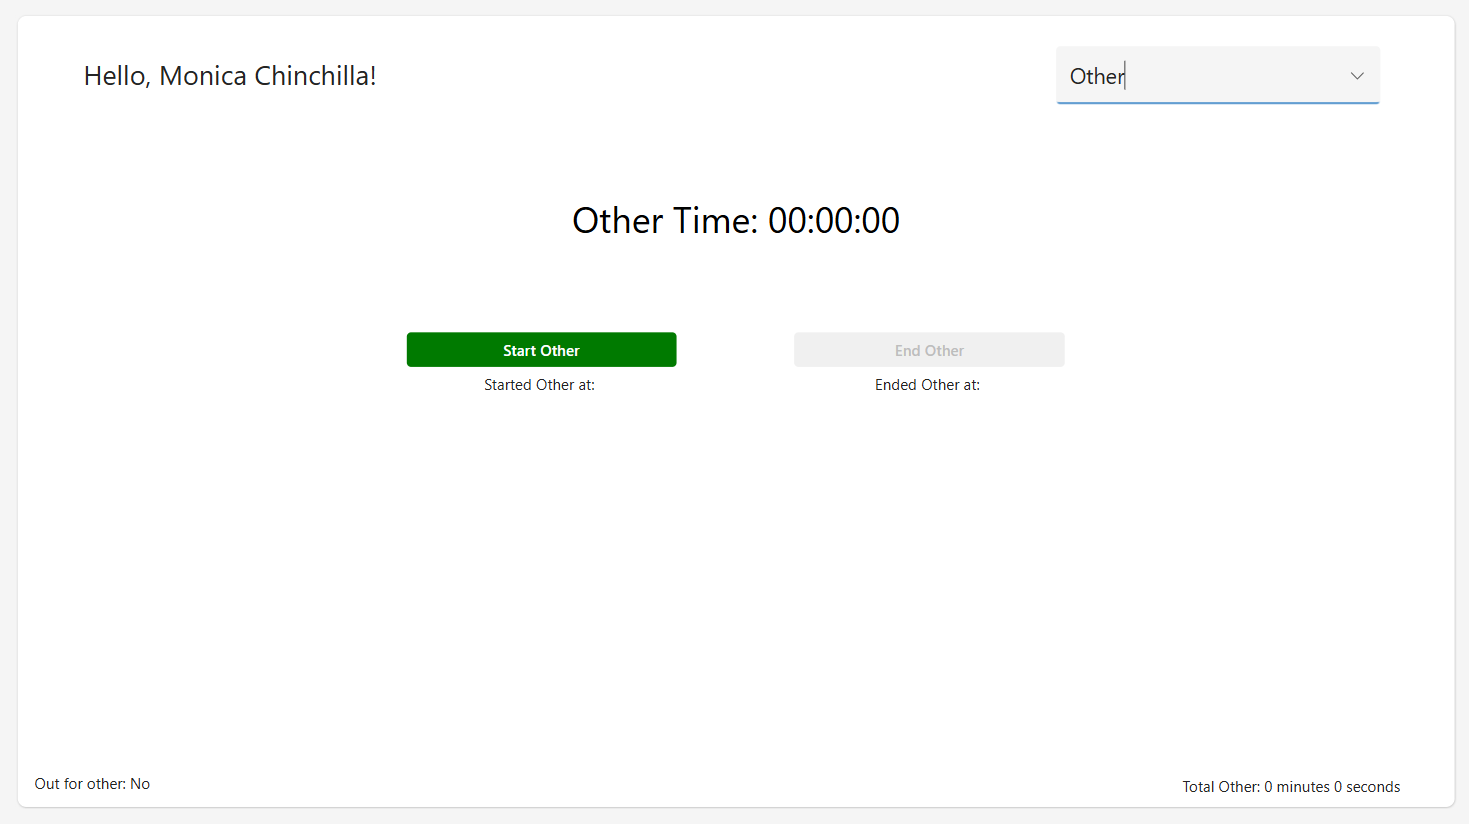 Hello, Monica Chinchilla!
Other
Other Time: 00:00:00
Start Other
End Other
Started Other at:
Ended Other at:
Out for other: No
Total Other: 0 minutes 0 seconds